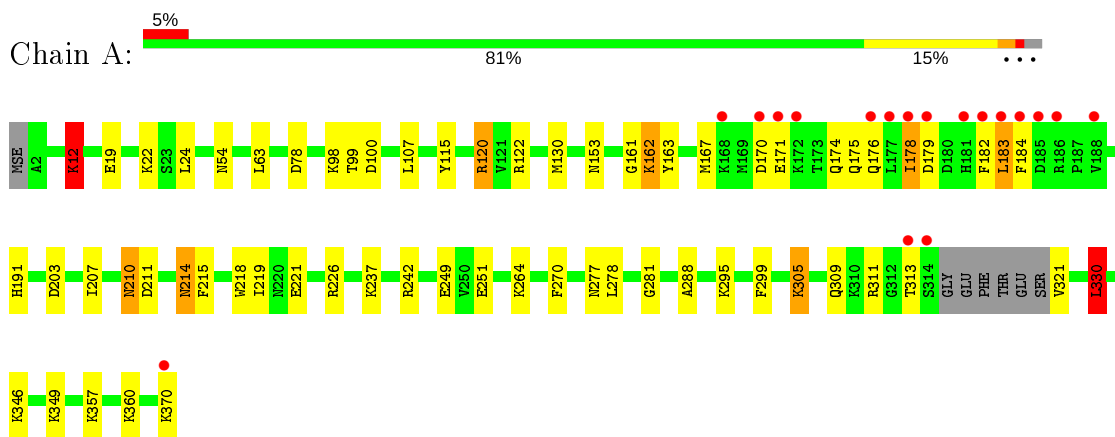 5%
Chain A:
81% 15% • • •
MSE A2 K12 E19 K22 S23 L24 N54 L63 D78 K98 T99 D100 L107 Y115 R120 V121 R122 M130 N153 G161 K162 Y163 M167 K168 M169 D170 E171 K172 T173 Q174 Q175 Q176 L177 I178 D179 D180 H181 F182 L183 F184 D185 R186 P187 V188
H191 D203 I207 N210 D211 N214 F215 W218 I219 N220 E221 R226 K237 R242 E249 V250 E251 K264 F270 N277 L278 G281 A288 K295 F299 K305 Q309 K310 R311 G312 T313 S314 GLY GLU PHE THR GLU SER V321 L330
K346 K349 K357 K360 K370